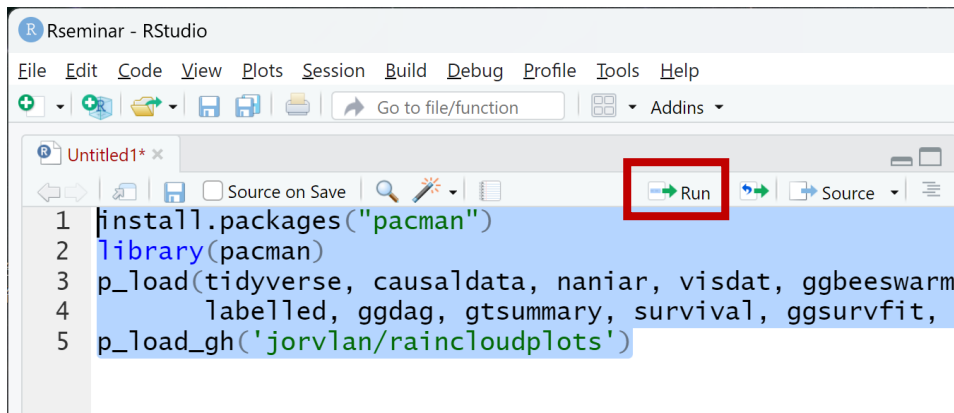 R Rseminar - RStudio
File Edit Code View Plots Session Build Debug Profile Tools Help
R Go to file/function Addins
R Untitled1* ×
Source on Save Run Source
1 install.packages("pacman")
2 library(pacman)
3 p_load(tidyverse, causaldata, naniar, visdat, ggbeeswarm
4 labelled, ggdag, gtsummary, survival, ggsurvfit,
5 p_load_gh('jorvlan/raincloudplots')